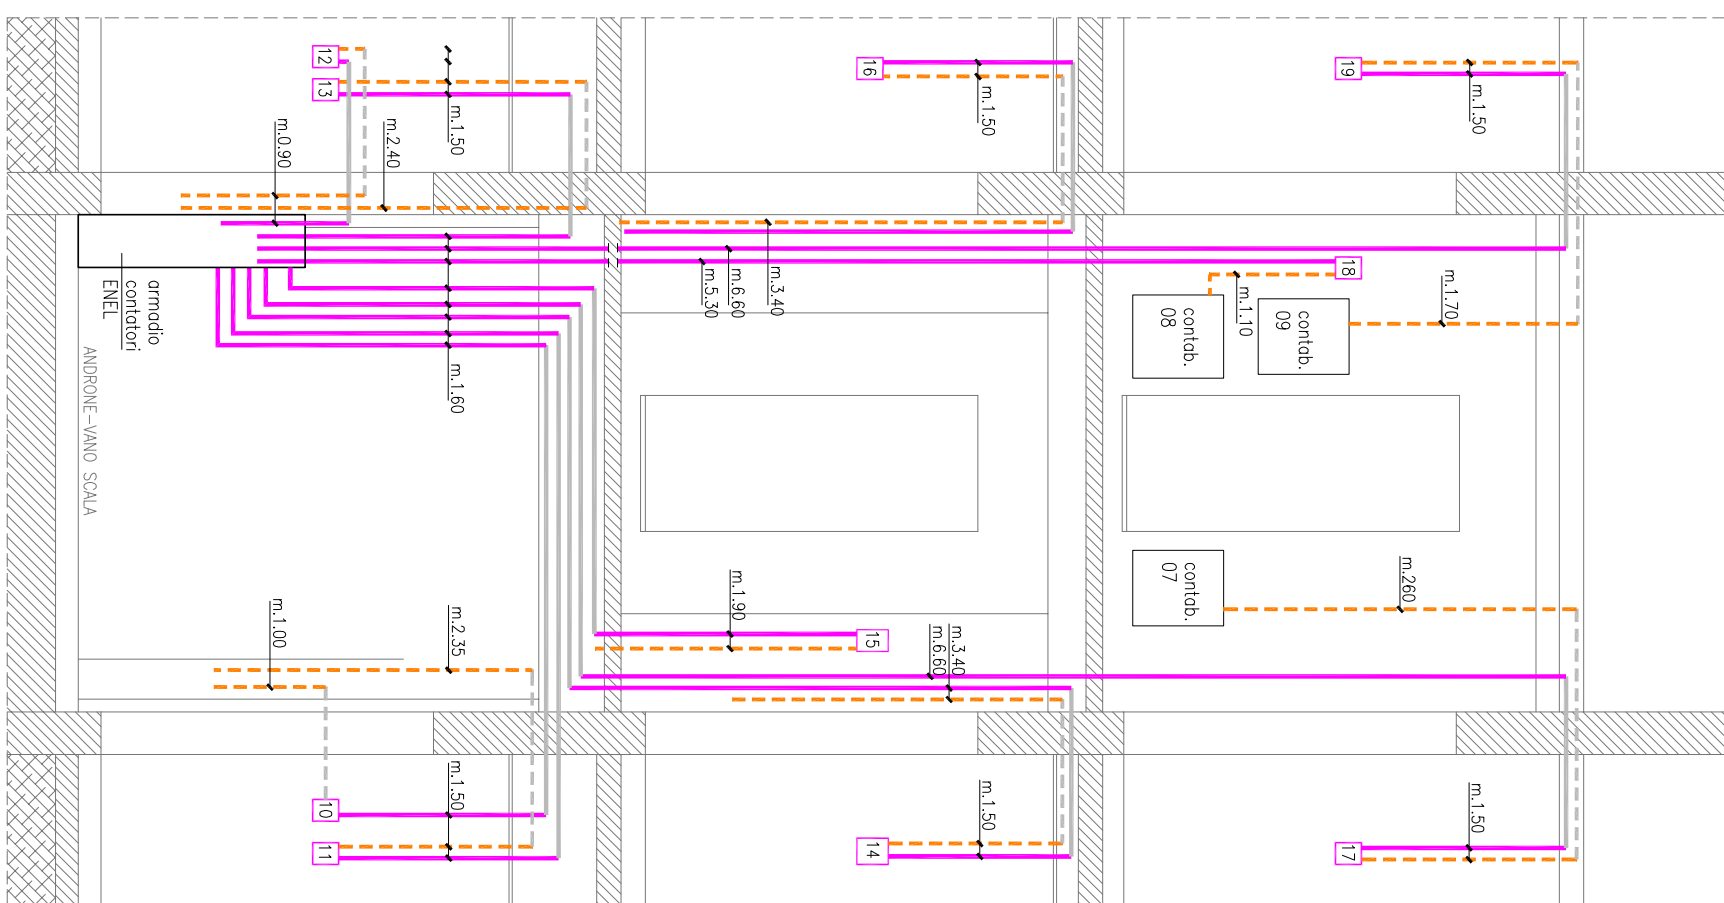 12
13
m.1.50
m.0.90
m.2.40
16
m.1.50
19
m.1.50
18
m.3.40
m.6.60
m.5.30
m.1.10
m.1.70
contab.
08
contab.
09
armadio
contatori
ENEL
ANDRONE-VANO SCALA
m.1.60
contab.
07
m.260
m.1.90
15
m.3.40
m.6.60
m.2.35
m.1.00
10
11
m.1.50
14
m.1.50
17
m.1.50